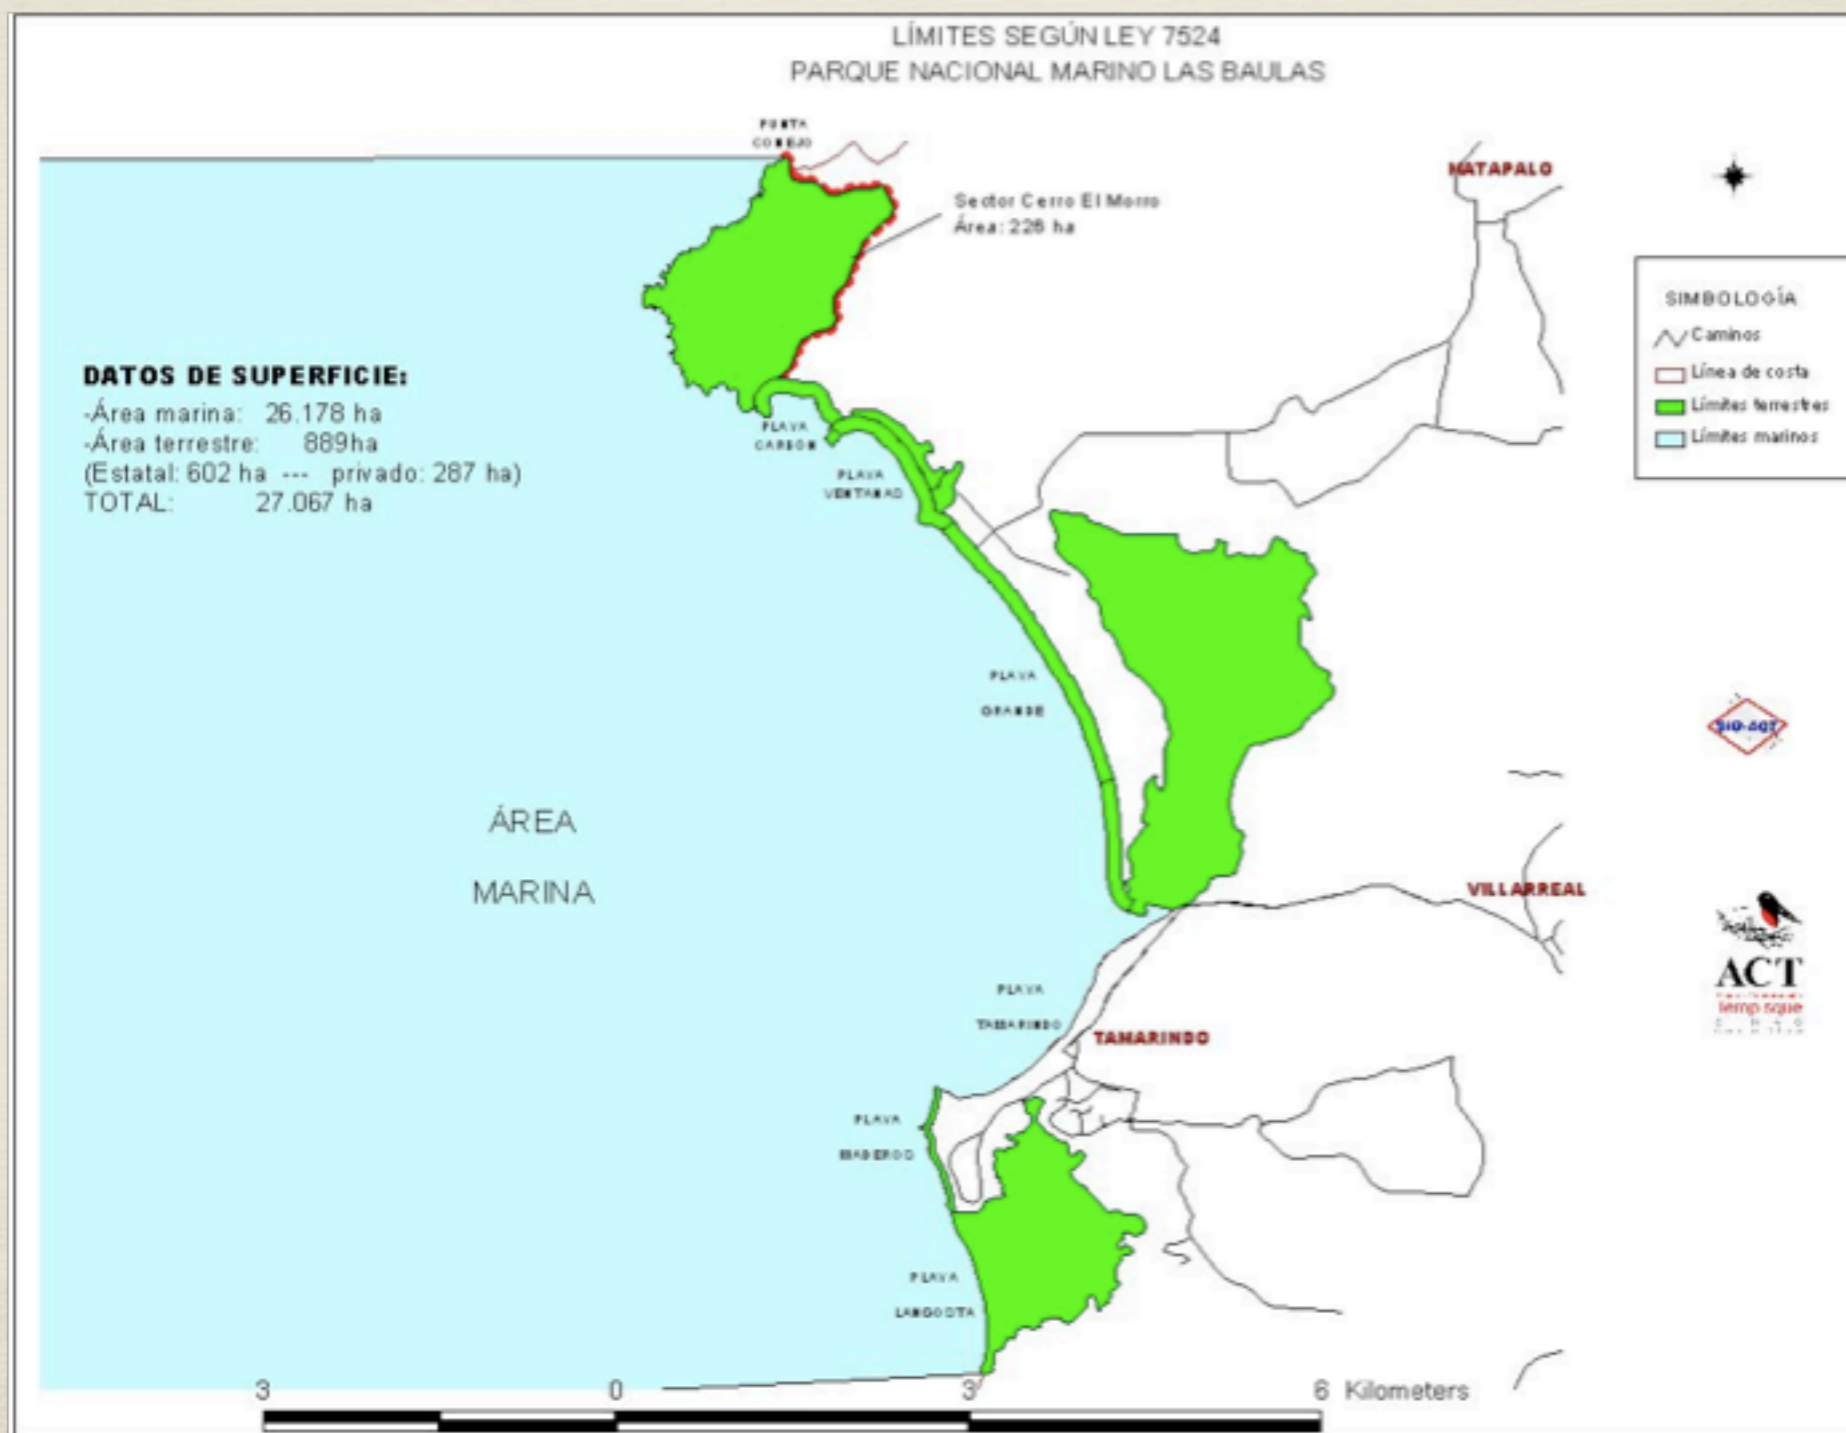 LÍMITES SEGÚN LEY 7524
PARQUE NACIONAL MARINO LAS BAULAS
PUNTA
CONEJO
MATAPALO
Sector Cerro El Morro
Área: 226 ha
SIMBOLOGÍA
Caminos
Línea de costa
Límites terrestres
Límites marinos
DATOS DE SUPERFICIE:
-Área marina: 26.178 ha
-Área terrestre: 889ha
(Estatal: 602 ha --- privado: 287 ha)
TOTAL: 27.067 ha
PLAYA
CARBON
PLAYA
VENTANAS
PLAYA
GRANDE
SIG-ACT
ÁREA
MARINA
VILLARREAL
ACT
Tempisque
PLAYA
TAMARINDO
TAMARINDO
PLAYA
PLAYA
LANGOSTA
3 0 3 6 Kilometers